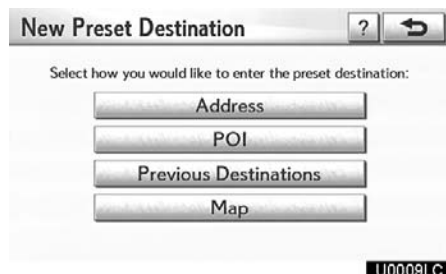 New Preset Destination ?
Select how you would like to enter the preset destination:
Address
POI
Previous Destinations
Map
U0009LC